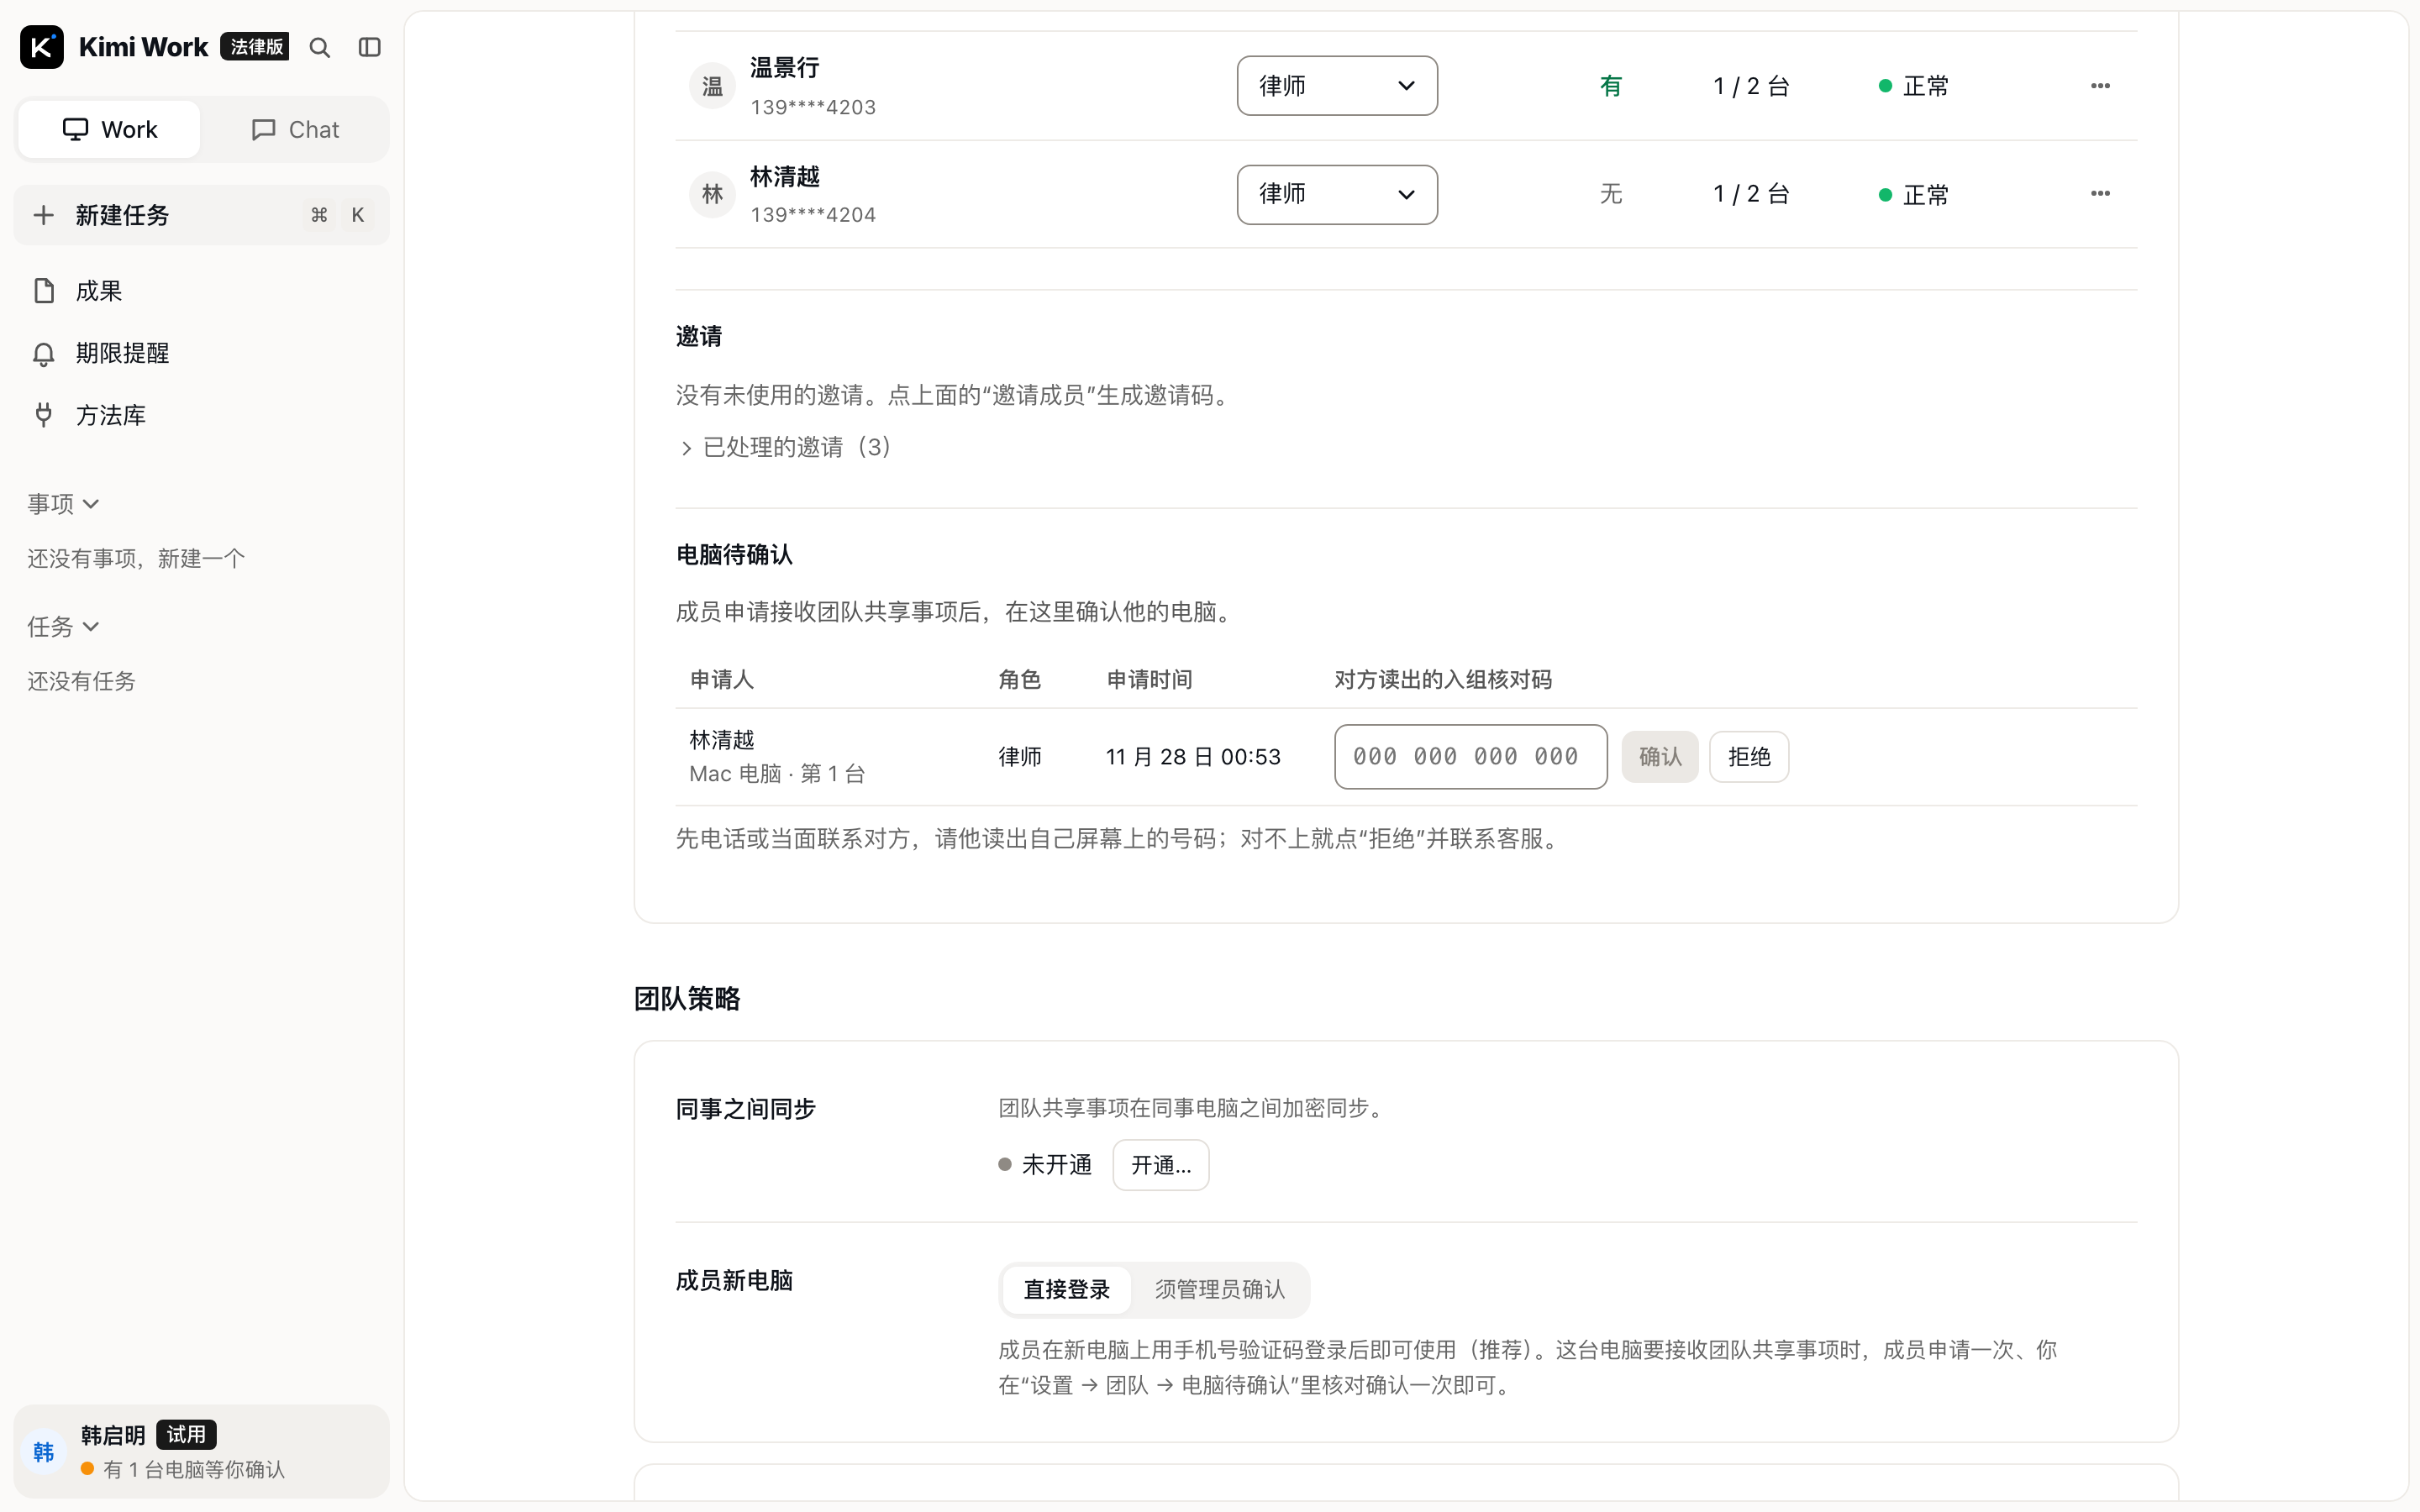 Kimi Work 法律版
Work Chat
新建任务 ⌘ K
成果
期限提醒
方法库
事项
还没有事项，新建一个
任务
还没有任务
韩 韩启明 试用
有 1 台电脑等你确认
温 温景行 律师 有 1 / 2 台 正常
139****4203
林 林清越 律师 无 1 / 2 台 正常
139****4204
邀请
没有未使用的邀请。点上面的“邀请成员”生成邀请码。
已处理的邀请（3）
电脑待确认
成员申请接收团队共享事项后，在这里确认他的电脑。
申请人 角色 申请时间 对方读出的入组核对码
林清越 律师 11 月 28 日 00:53 000 000 000 000 确认 拒绝
Mac 电脑 · 第 1 台
先电话或当面联系对方，请他读出自己屏幕上的号码；对不上就点“拒绝”并联系客服。
团队策略
同事之间同步 团队共享事项在同事电脑之间加密同步。
未开通 开通...
成员新电脑 直接登录 须管理员确认
成员在新电脑上用手机号验证码登录后即可使用（推荐）。这台电脑要接收团队共享事项时，成员申请一次、你
在“设置 → 团队 → 电脑待确认”里核对确认一次即可。